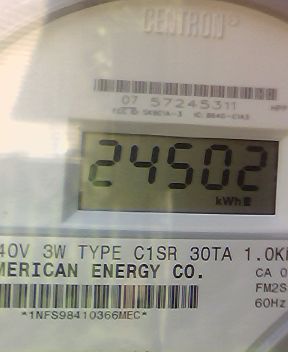 CENTRON
07 57245311
24502
kWh
40V 3W TYPE C1SR 30TA 1.0K
MERICAN ENERGY CO.
CA 0
FM2S
60Hz
*1NFS98410366MEC*